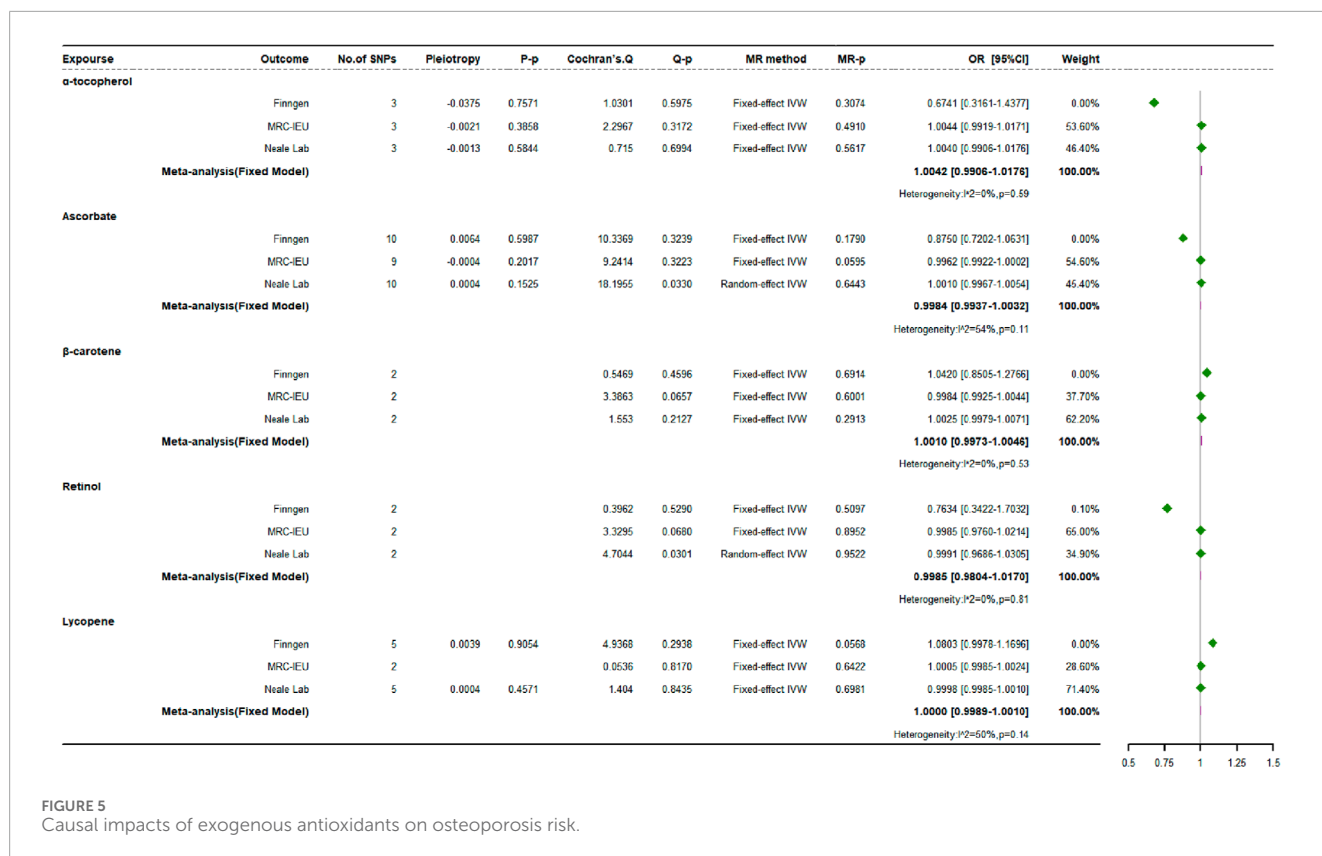 Expourse Outcome No.of SNPs Pleiotropy P-p Cochran's.Q Q-p MR method MR-p OR [95%CI] Weight
α-tocopherol
Finngen 3 -0.0375 0.7571 1.0301 0.5975 Fixed-effect IVW 0.3074 0.6741 [0.3161-1.4377] 0.00%
MRC-IEU 3 -0.0021 0.3858 2.2967 0.3172 Fixed-effect IVW 0.4910 1.0044 [0.9919-1.0171] 53.60%
Neale Lab 3 -0.0013 0.5844 0.715 0.6994 Fixed-effect IVW 0.5617 1.0040 [0.9906-1.0176] 46.40%
Meta-analysis(Fixed Model) 1.0042 [0.9906-1.0176] 100.00%
Heterogeneity:I^2=0%,p=0.59
Ascorbate
Finngen 10 0.0064 0.5987 10.3369 0.3239 Fixed-effect IVW 0.1790 0.8750 [0.7202-1.0631] 0.00%
MRC-IEU 9 -0.0004 0.2017 9.2414 0.3223 Fixed-effect IVW 0.0595 0.9962 [0.9922-1.0002] 54.60%
Neale Lab 10 0.0004 0.1525 18.1955 0.0330 Random-effect IVW 0.6443 1.0010 [0.9967-1.0054] 45.40%
Meta-analysis(Fixed Model) 0.9984 [0.9937-1.0032] 100.00%
Heterogeneity:I^2=54%,p=0.11
β-carotene
Finngen 2 0.5469 0.4596 Fixed-effect IVW 0.6914 1.0420 [0.8505-1.2766] 0.00%
MRC-IEU 2 3.3863 0.0657 Fixed-effect IVW 0.6001 0.9984 [0.9925-1.0044] 37.70%
Neale Lab 2 1.553 0.2127 Fixed-effect IVW 0.2913 1.0025 [0.9979-1.0071] 62.20%
Meta-analysis(Fixed Model) 1.0010 [0.9973-1.0046] 100.00%
Heterogeneity:I^2=0%,p=0.53
Retinol
Finngen 2 0.3962 0.5290 Fixed-effect IVW 0.5097 0.7634 [0.3422-1.7032] 0.10%
MRC-IEU 2 3.3295 0.0680 Fixed-effect IVW 0.8952 0.9985 [0.9760-1.0214] 65.00%
Neale Lab 2 4.7044 0.0301 Random-effect IVW 0.9522 0.9991 [0.9686-1.0305] 34.90%
Meta-analysis(Fixed Model) 0.9985 [0.9804-1.0170] 100.00%
Heterogeneity:I^2=0%,p=0.81
Lycopene
Finngen 5 0.0039 0.9054 4.9368 0.2938 Fixed-effect IVW 0.0568 1.0803 [0.9978-1.1696] 0.00%
MRC-IEU 2 0.0536 0.8170 Fixed-effect IVW 0.6422 1.0005 [0.9985-1.0024] 28.60%
Neale Lab 5 0.0004 0.4571 1.404 0.8435 Fixed-effect IVW 0.6981 0.9998 [0.9985-1.0010] 71.40%
Meta-analysis(Fixed Model) 1.0000 [0.9989-1.0010] 100.00%
Heterogeneity:I^2=50%,p=0.14
0.5 0.75 1 1.25 1.5
FIGURE 5
Causal impacts of exogenous antioxidants on osteoporosis risk.